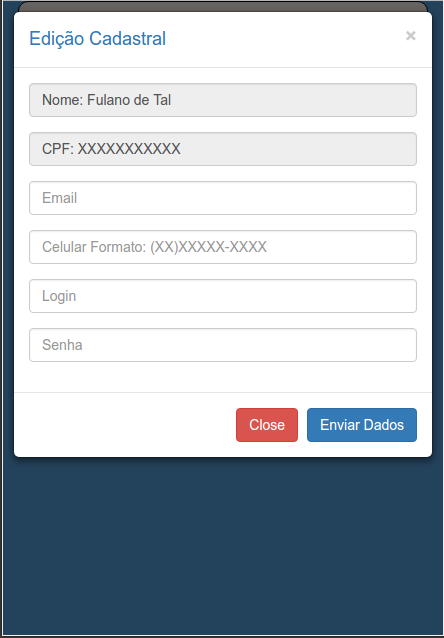 Edição Cadastral
×
Nome: Fulano de Tal
CPF: XXXXXXXXXXX
Email
Celular Formato: (XX)XXXXX-XXXX
Login
Senha
Close
Enviar Dados